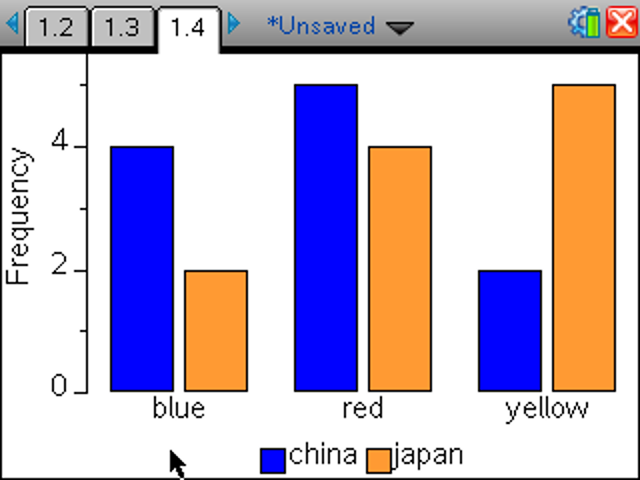 1.2 1.3 1.4 *Unsaved
Frequency
4
2
0
blue red yellow
china japan